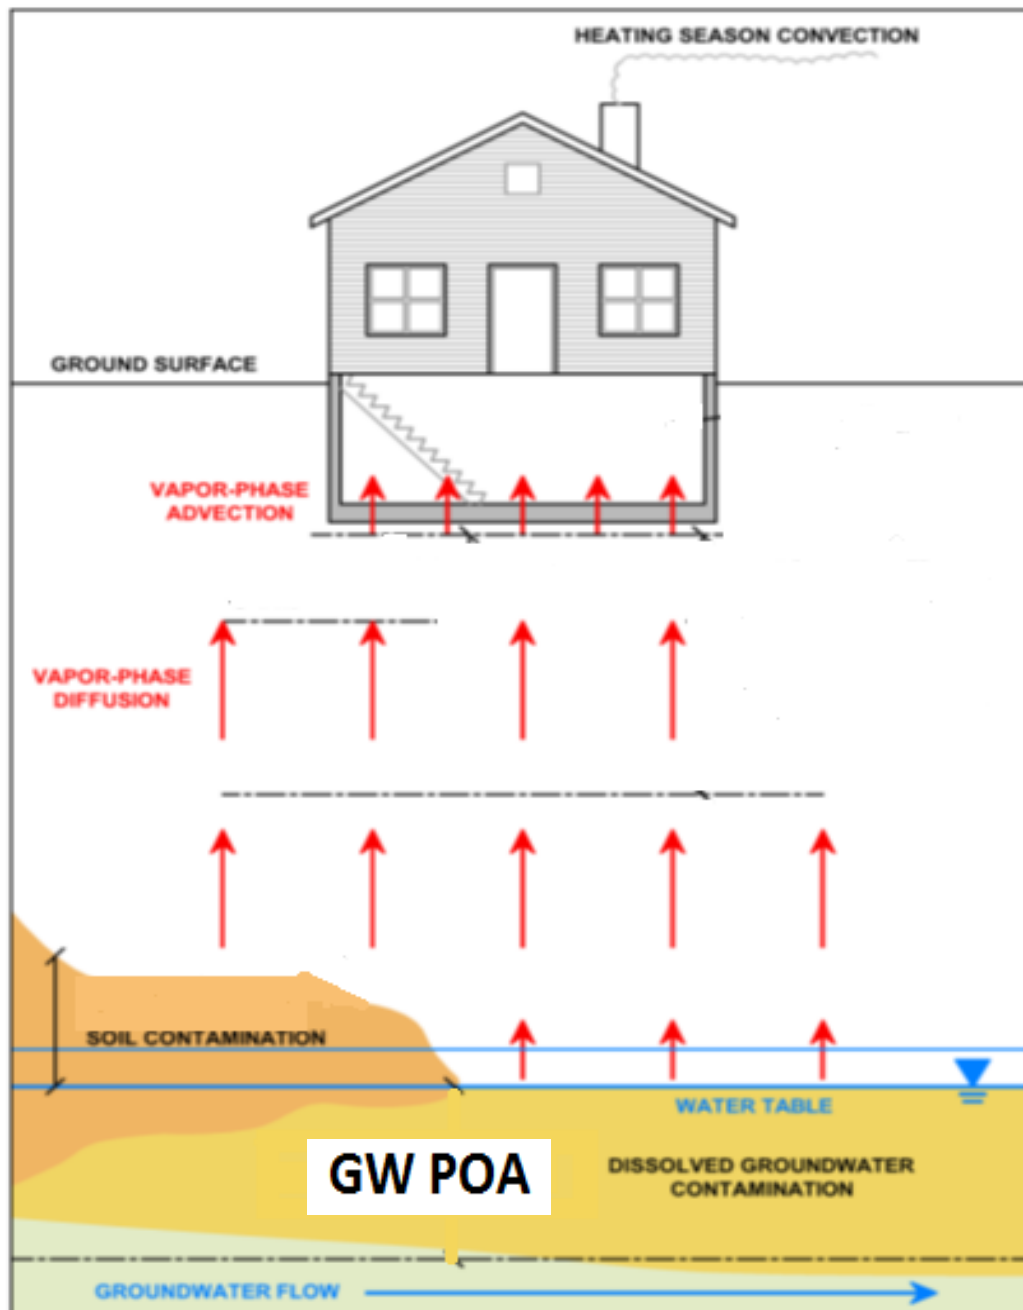 HEATING SEASON CONVECTION
GROUND SURFACE
VAPOR-PHASE
ADVECTION
VAPOR-PHASE
DIFFUSION
SOIL CONTAMINATION
WATER TABLE
GW POA
DISSOLVED GROUNDWATER
CONTAMINATION
GROUNDWATER FLOW